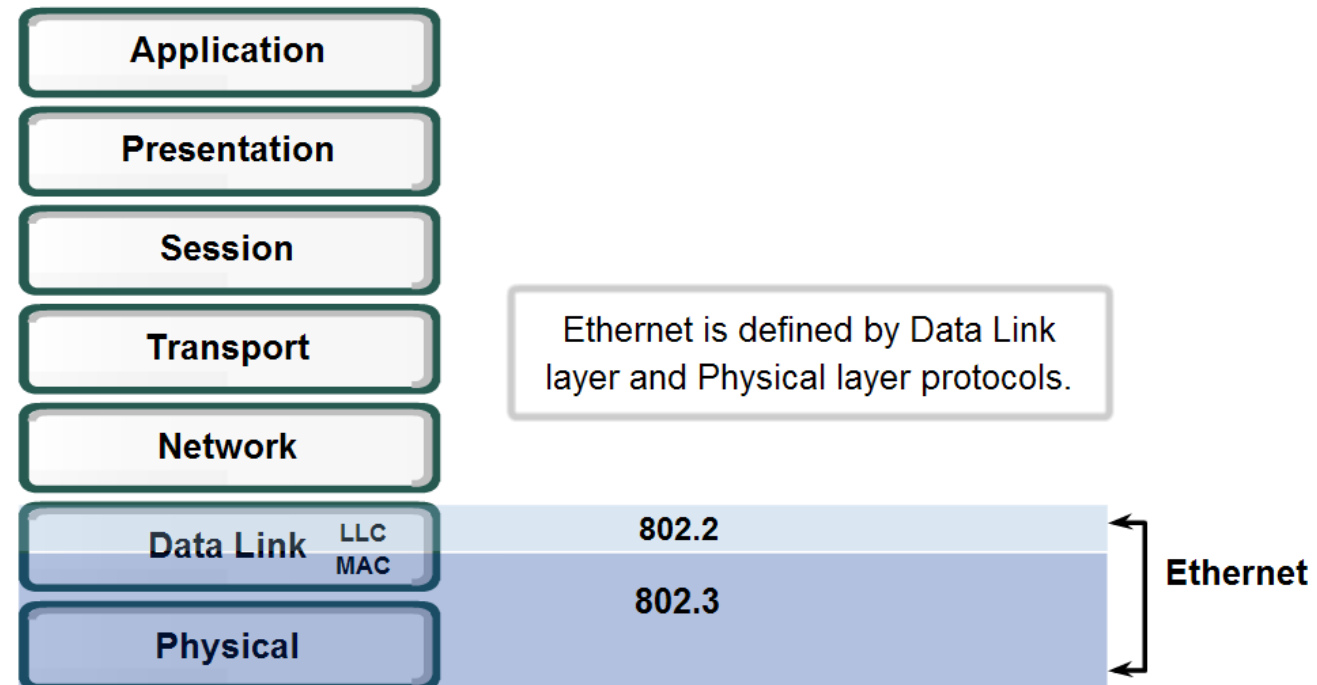 Application
Presentation
Session
Transport
Ethernet is defined by Data Link
layer and Physical layer protocols.
Network
Data Link
LLC
MAC
802.2
802.3
Ethernet
Physical